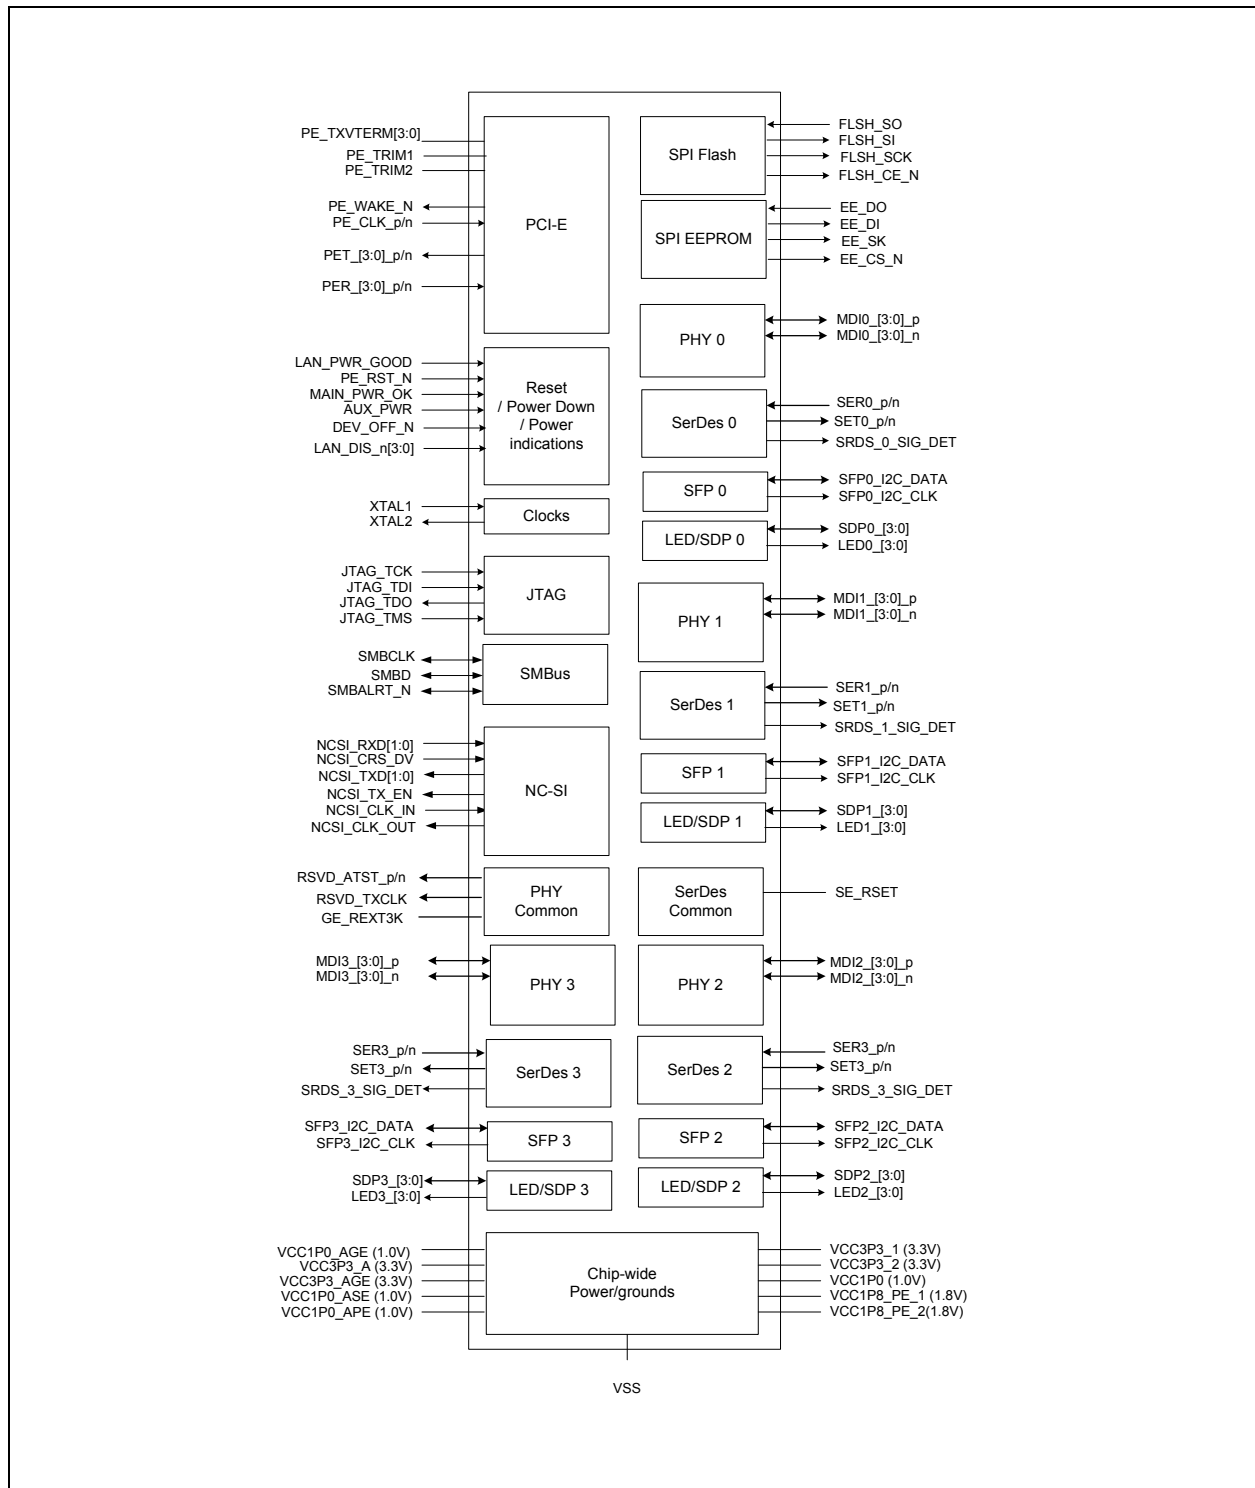 PE_TXVTERM[3:0]
PE_TRIM1
PE_TRIM2
PE_WAKE_N
PE_CLK_p/n
PET_[3:0]_p/n
PER_[3:0]_p/n
PCI-E
SPI Flash
FLSH_SO
FLSH_SI
FLSH_SCK
FLSH_CE_N
SPI EEPROM
EE_DO
EE_DI
EE_SK
EE_CS_N
PHY 0
MDI0_[3:0]_p
MDI0_[3:0]_n
LAN_PWR_GOOD
PE_RST_N
MAIN_PWR_OK
AUX_PWR
DEV_OFF_N
LAN_DIS_n[3:0]
Reset
/ Power Down
/ Power
indications
SerDes 0
SER0_p/n
SET0_p/n
SRDS_0_SIG_DET
SFP 0
SFP0_I2C_DATA
SFP0_I2C_CLK
XTAL1
XTAL2
Clocks
LED/SDP 0
SDP0_[3:0]
LED0_[3:0]
JTAG_TCK
JTAG_TDI
JTAG_TDO
JTAG_TMS
JTAG
PHY 1
MDI1_[3:0]_p
MDI1_[3:0]_n
SMBCLK
SMBD
SMBALRT_N
SMBus
SerDes 1
SER1_p/n
SET1_p/n
SRDS_1_SIG_DET
NCSI_RXD[1:0]
NCSI_CRS_DV
NCSI_TXD[1:0]
NCSI_TX_EN
NCSI_CLK_IN
NCSI_CLK_OUT
NC-SI
SFP 1
SFP1_I2C_DATA
SFP1_I2C_CLK
LED/SDP 1
SDP1_[3:0]
LED1_[3:0]
RSVD_ATST_p/n
RSVD_TXCLK
GE_REXT3K
PHY
Common
SerDes
Common
SE_RSET
MDI3_[3:0]_p
MDI3_[3:0]_n
PHY 3
PHY 2
MDI2_[3:0]_p
MDI2_[3:0]_n
SER3_p/n
SET3_p/n
SRDS_3_SIG_DET
SerDes 3
SerDes 2
SER3_p/n
SET3_p/n
SRDS_3_SIG_DET
SFP3_I2C_DATA
SFP3_I2C_CLK
SFP 3
SFP 2
SFP2_I2C_DATA
SFP2_I2C_CLK
SDP3_[3:0]
LED3_[3:0]
LED/SDP 3
LED/SDP 2
SDP2_[3:0]
LED2_[3:0]
VCC1P0_AGE (1.0V)
VCC3P3_A (3.3V)
VCC3P3_AGE (3.3V)
VCC1P0_ASE (1.0V)
VCC1P0_APE (1.0V)
Chip-wide
Power/grounds
VCC3P3_1 (3.3V)
VCC3P3_2 (3.3V)
VCC1P0 (1.0V)
VCC1P8_PE_1 (1.8V)
VCC1P8_PE_2(1.8V)
VSS